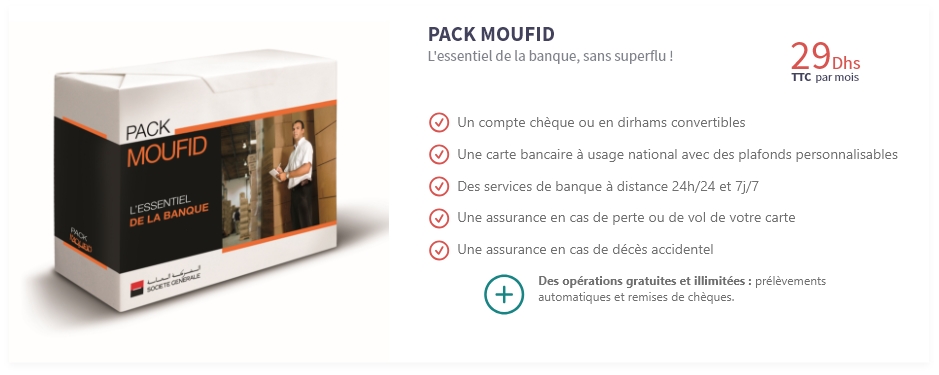 PACK MOUFID
L'essentiel de la banque, sans superflu !
29Dhs
TTC par mois
Un compte chèque ou en dirhams convertibles
Une carte bancaire à usage national avec des plafonds personnalisables
Des services de banque à distance 24h/24 et 7j/7
Une assurance en cas de perte ou de vol de votre carte
Une assurance en cas de décès accidentel
Des opérations gratuites et illimitées : prélèvements
automatiques et remises de chèques.
PACK
MOUFID
L'ESSENTIEL
DE LA BANQUE
PACK
الشركة العامة
SOCIETE GENERALE